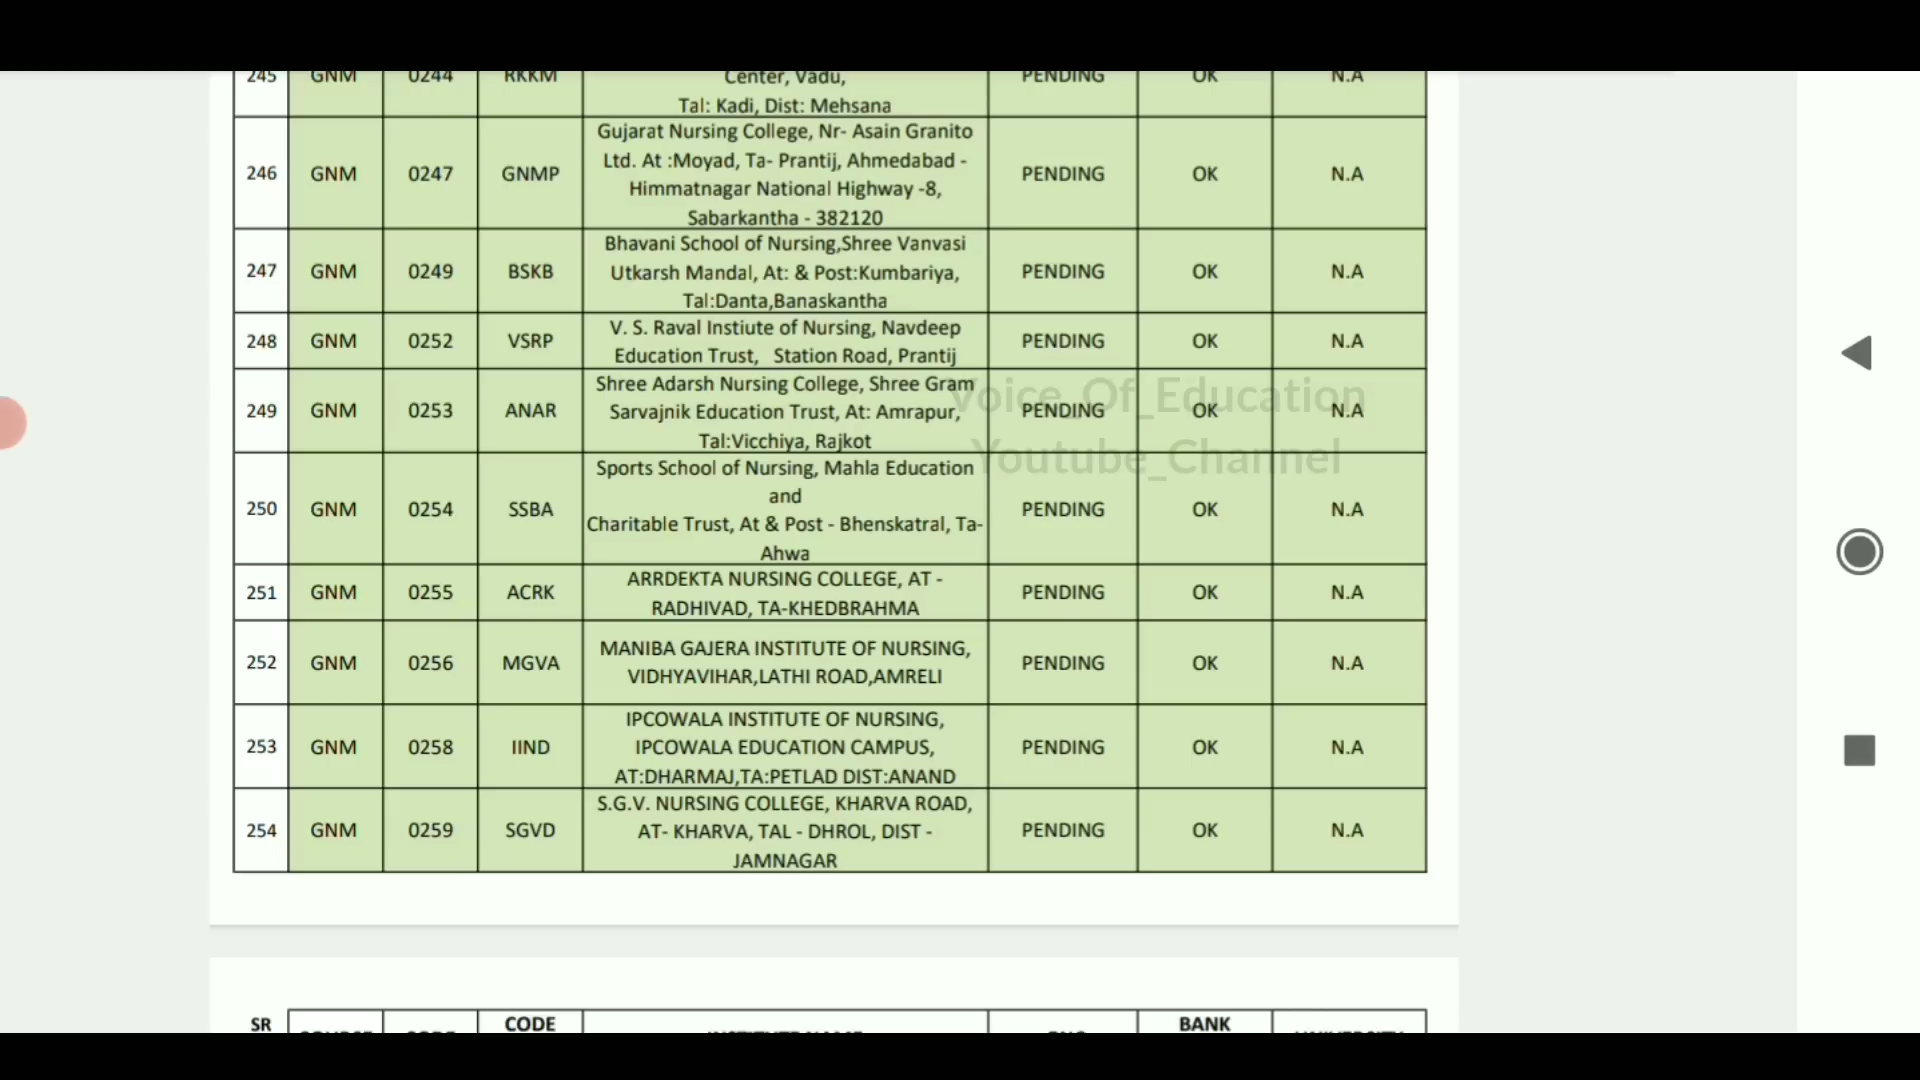 245 GNM 0244 RKKM Center, Vadu, PENDING OK N.A
Tal: Kadi, Dist: Mehsana
Gujarat Nursing College, Nr- Asain Granito
Ltd. At :Moyad, Ta- Prantij, Ahmedabad -
246 GNM 0247 GNMP PENDING OK N.A
Himmatnagar National Highway -8,
Sabarkantha - 382120
Bhavani School of Nursing,Shree Vanvasi
247 GNM 0249 BSKB Utkarsh Mandal, At: & Post:Kumbariya, PENDING OK N.A
Tal:Danta,Banaskantha
V. S. Raval Instiute of Nursing, Navdeep
248 GNM 0252 VSRP PENDING OK N.A
Education Trust, Station Road, Prantij
Shree Adarsh Nursing College, Shree Gram
Voice_Of_Education
249 GNM 0253 ANAR Sarvajnik Education Trust, At: Amrapur, PENDING OK N.A
Tal:Vicchiya, Rajkot
Youtube_Channel
Sports School of Nursing, Mahla Education
and
250 GNM 0254 SSBA PENDING OK N.A
Charitable Trust, At & Post - Bhenskatral, Ta-
Ahwa
ARRDEKTA NURSING COLLEGE, AT -
251 GNM 0255 ACRK PENDING OK N.A
RADHIVAD, TA-KHEDBRAHMA
MANIBA GAJERA INSTITUTE OF NURSING,
252 GNM 0256 MGVA PENDING OK N.A
VIDHYAVIHAR,LATHI ROAD,AMRELI
IPCOWALA INSTITUTE OF NURSING,
253 GNM 0258 IIND IPCOWALA EDUCATION CAMPUS, PENDING OK N.A
AT:DHARMAJ,TA:PETLAD DIST:ANAND
S.G.V. NURSING COLLEGE, KHARVA ROAD,
254 GNM 0259 SGVD AT- KHARVA, TAL - DHROL, DIST - PENDING OK N.A
JAMNAGAR
SR CODE BANK